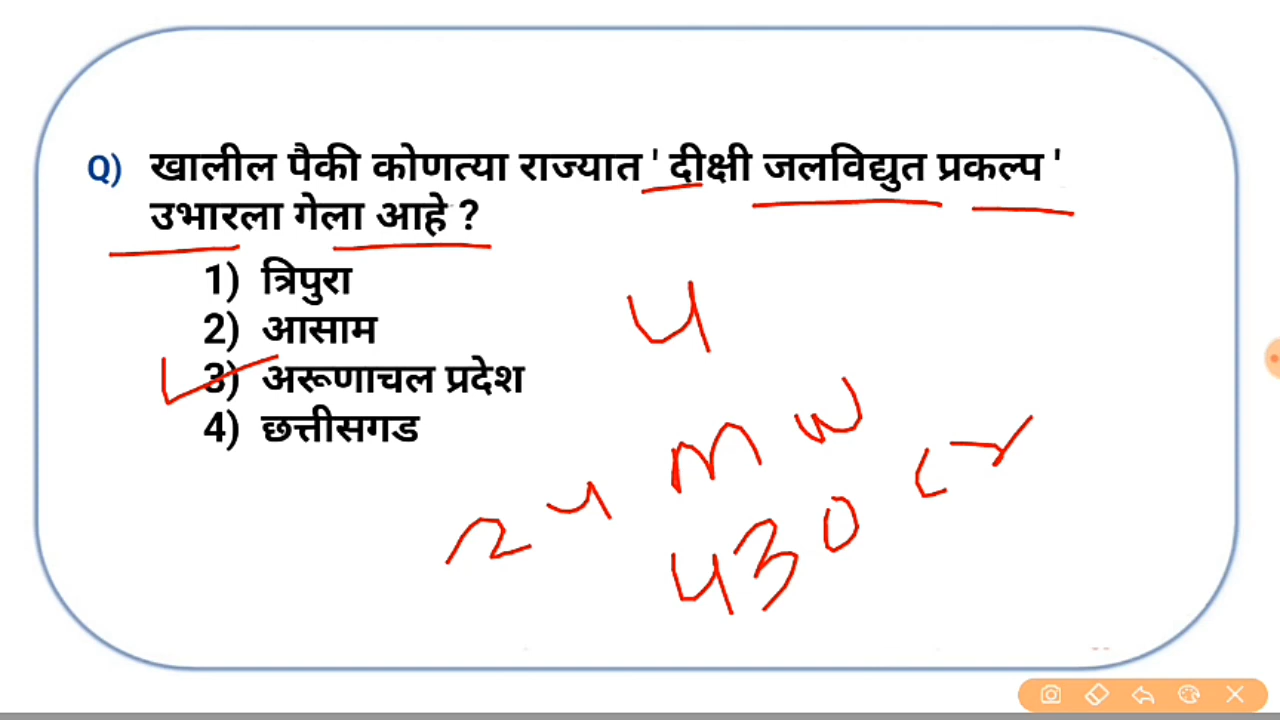 Q) खालील पैकी कोणत्या राज्यात ' दीक्षी जलविद्युत प्रकल्प '
उभारला गेला आहे ?
1) त्रिपुरा
2) आसाम
3) अरूणाचल प्रदेश
4) छत्तीसगड
4
24 MW
430 cr